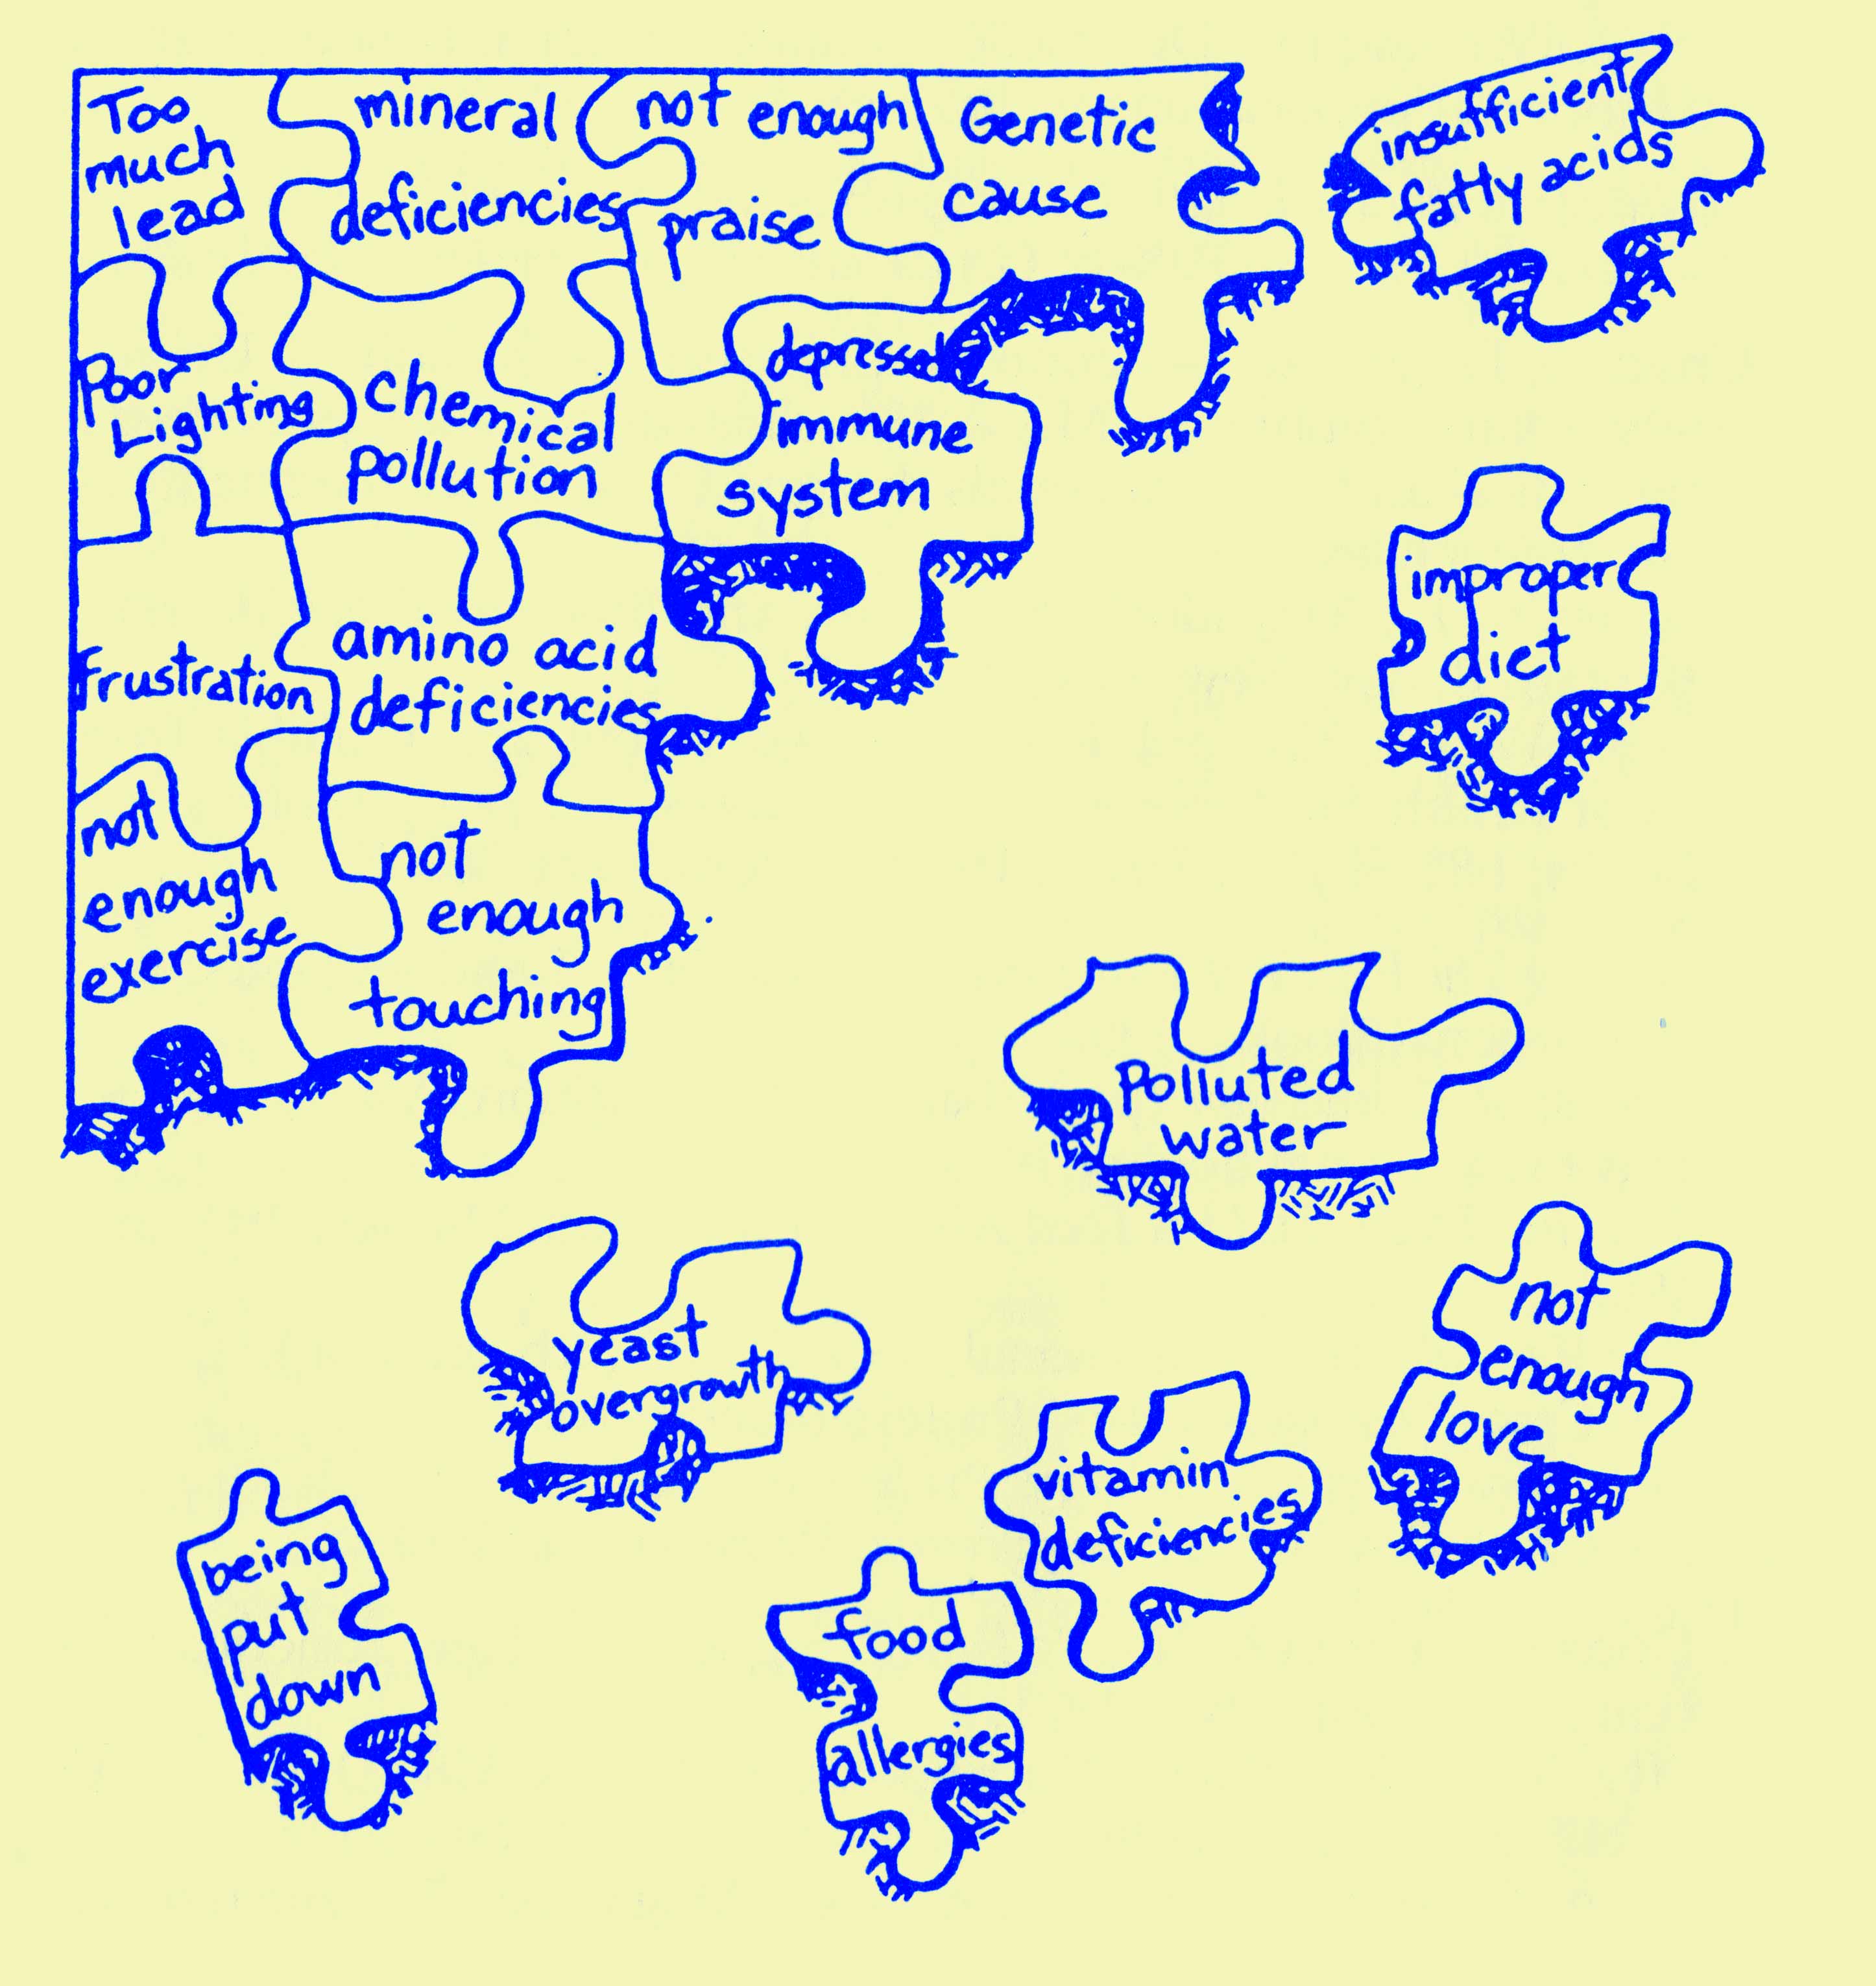 Too
much
lead
mineral
deficiencies
not enough
praise
Genetic
cause
insufficient
fatty acids
Poor
Lighting
chemical
pollution
depressed
immune
system
improper
diet
frustration
amino acid
deficiencies
not
enough
exercise
not
enough
touching
Polluted
water
yeast
overgrowth
not
enough
love
vitamin
deficiencies
being
put
down
food
allergies